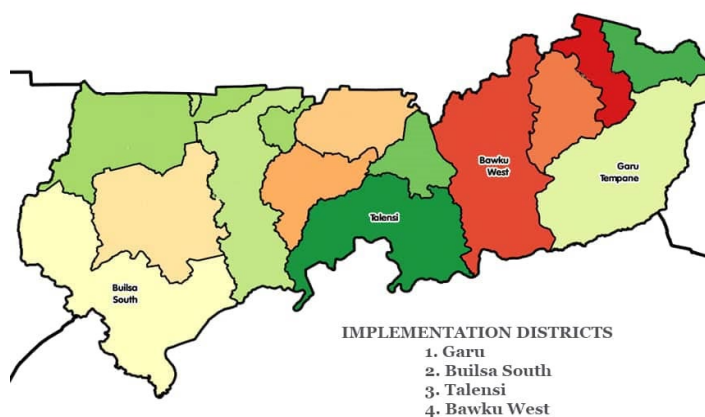 Bawku
West
Garu
Tempane
Talensi
Builsa
South
IMPLEMENTATION DISTRICTS
1. Garu
2. Builsa South
3. Talensi
4. Bawku West